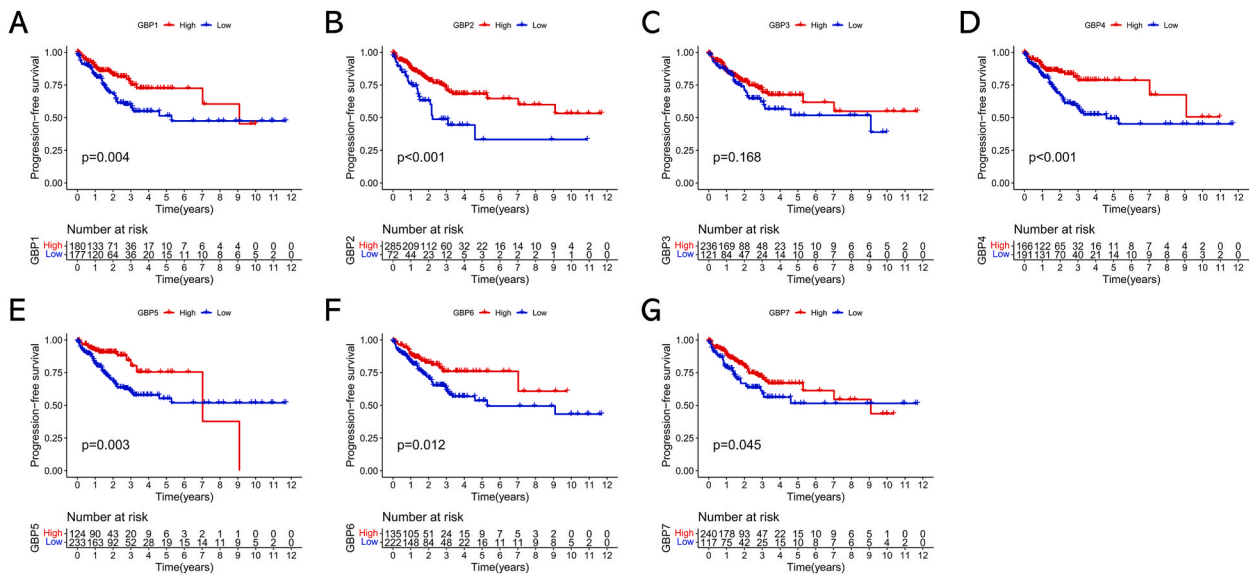 A
GBP1 High Low
Progression-free survival
1.00
0.75
0.50
0.25
0.00
p=0.004
0 1 2 3 4 5 6 7 8 9 10 11 12
Time(years)
Number at risk
GBP1
High 180 133 71 36 17 10 7 6 4 4 0 0 0
Low 177 120 64 36 20 15 11 10 8 6 5 2 0
0 1 2 3 4 5 6 7 8 9 10 11 12
Time(years)
B
GBP2 High Low
Progression-free survival
1.00
0.75
0.50
0.25
0.00
p<0.001
0 1 2 3 4 5 6 7 8 9 10 11 12
Time(years)
Number at risk
GBP2
High 285 209 112 60 32 22 16 14 10 9 4 2 0
Low 72 44 23 12 5 3 2 2 2 1 1 0 0
0 1 2 3 4 5 6 7 8 9 10 11 12
Time(years)
C
GBP3 High Low
Progression-free survival
1.00
0.75
0.50
0.25
0.00
p=0.168
0 1 2 3 4 5 6 7 8 9 10 11 12
Time(years)
Number at risk
GBP3
High 236 169 88 48 23 15 10 9 6 6 5 2 0
Low 121 84 47 24 14 10 8 7 6 4 0 0 0
0 1 2 3 4 5 6 7 8 9 10 11 12
Time(years)
D
GBP4 High Low
Progression-free survival
1.00
0.75
0.50
0.25
0.00
p<0.001
0 1 2 3 4 5 6 7 8 9 10 11 12
Time(years)
Number at risk
GBP4
High 166 122 65 32 16 11 8 7 4 4 2 0 0
Low 191 131 70 40 21 14 10 9 8 6 3 2 0
0 1 2 3 4 5 6 7 8 9 10 11 12
Time(years)
E
GBP5 High Low
Progression-free survival
1.00
0.75
0.50
0.25
0.00
p=0.003
0 1 2 3 4 5 6 7 8 9 10 11 12
Time(years)
Number at risk
GBP5
High 124 90 43 20 9 6 3 2 1 1 0 0 0
Low 233 163 92 52 28 19 15 14 11 9 5 2 0
0 1 2 3 4 5 6 7 8 9 10 11 12
Time(years)
F
GBP6 High Low
Progression-free survival
1.00
0.75
0.50
0.25
0.00
p=0.012
0 1 2 3 4 5 6 7 8 9 10 11 12
Time(years)
Number at risk
GBP6
High 135 105 51 24 15 9 7 5 3 2 0 0 0
Low 222 148 84 48 22 16 11 11 9 8 5 2 0
0 1 2 3 4 5 6 7 8 9 10 11 12
Time(years)
G
GBP7 High Low
Progression-free survival
1.00
0.75
0.50
0.25
0.00
p=0.045
0 1 2 3 4 5 6 7 8 9 10 11 12
Time(years)
Number at risk
GBP7
High 240 178 93 47 22 15 10 9 6 5 1 0 0
Low 117 75 42 25 15 10 8 7 6 5 4 2 0
0 1 2 3 4 5 6 7 8 9 10 11 12
Time(years)